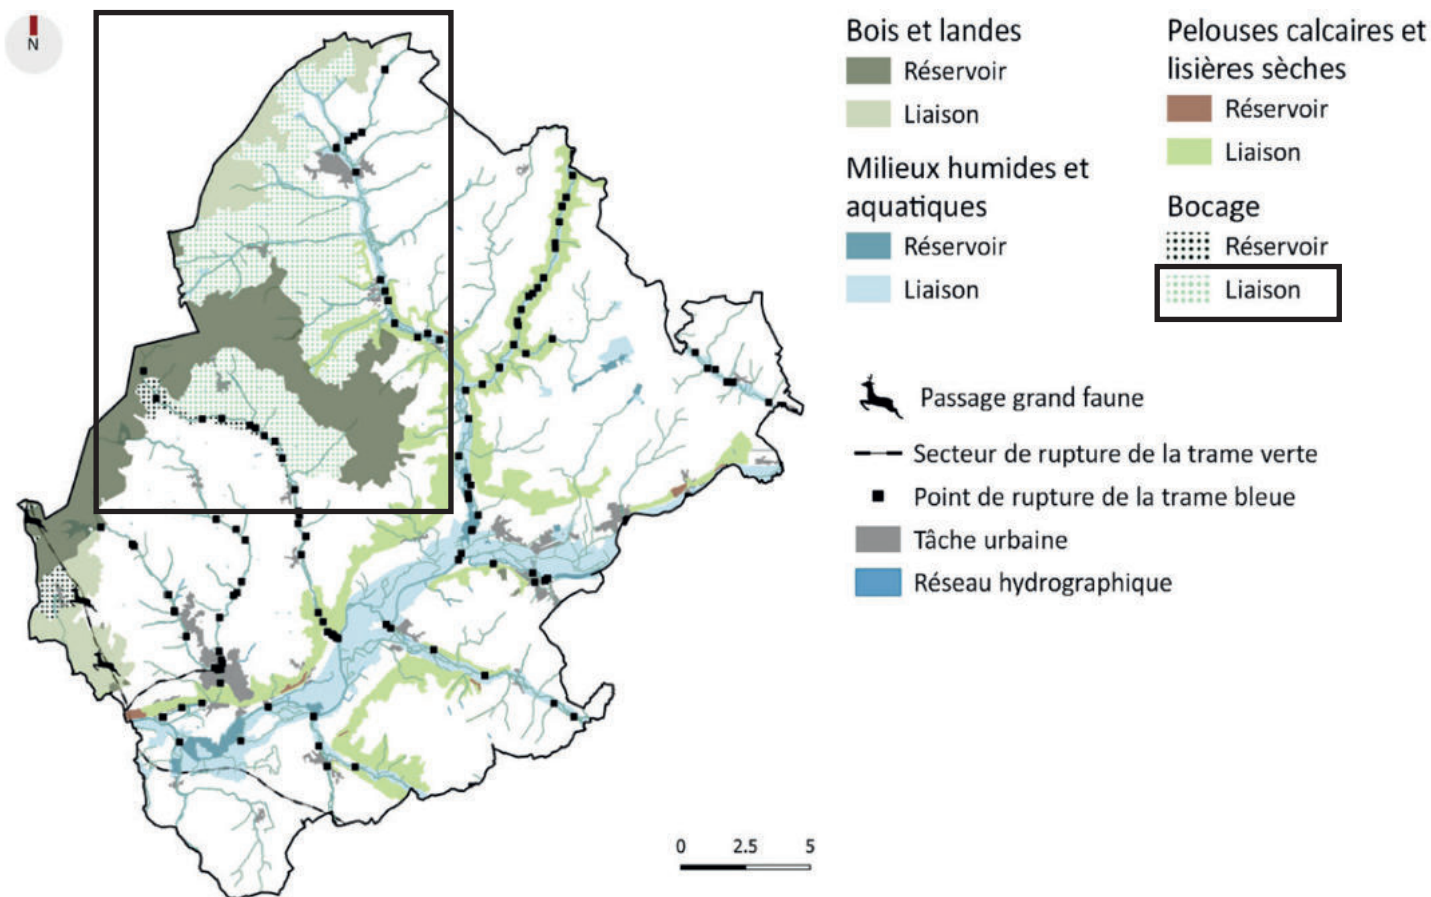 N
Bois et landes
Réservoir
Liaison
Milieux humides et
aquatiques
Réservoir
Liaison
Pelouses calcaires et
lisières sèches
Réservoir
Liaison
Bocage
Réservoir
Liaison
Passage grand faune
Secteur de rupture de la trame verte
Point de rupture de la trame bleue
Tâche urbaine
Réseau hydrographique
0 2.5 5